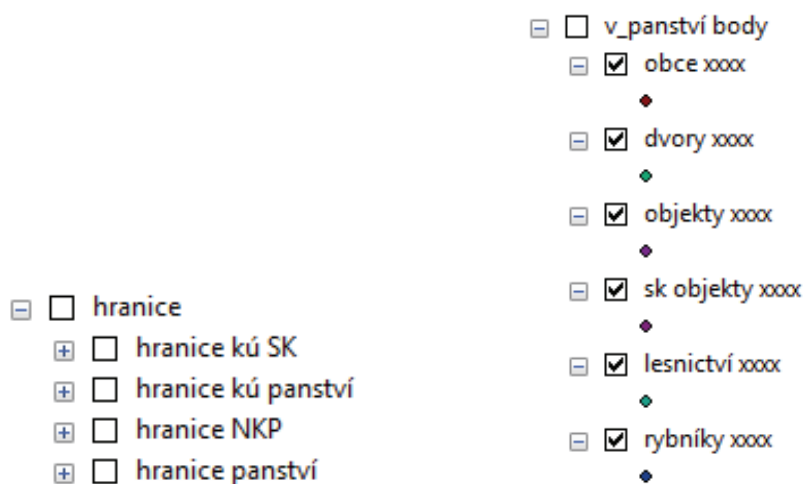 v_panství body
obce xxxx
dvory xxxx
objekty xxxx
sk objekty xxxx
lesnictví xxxx
rybníky xxxx
hranice
hranice kú SK
hranice kú panství
hranice NKP
hranice panství